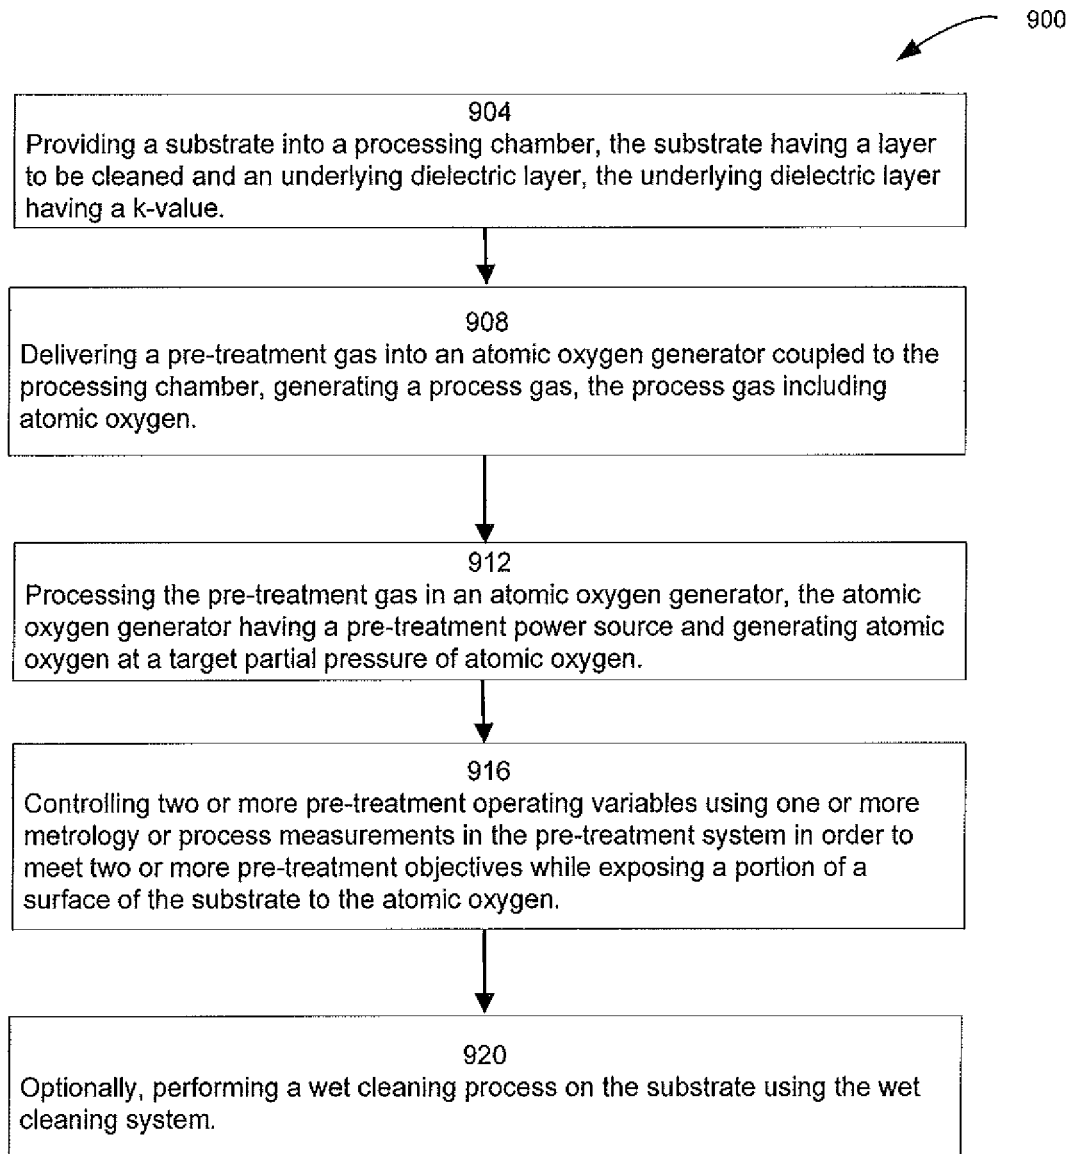 900
904
Providing a substrate into a processing chamber, the substrate having a layer
to be cleaned and an underlying dielectric layer, the underlying dielectric layer
having a k-value.
908
Delivering a pre-treatment gas into an atomic oxygen generator coupled to the
processing chamber, generating a process gas, the process gas including
atomic oxygen.
912
Processing the pre-treatment gas in an atomic oxygen generator, the atomic
oxygen generator having a pre-treatment power source and generating atomic
oxygen at a target partial pressure of atomic oxygen.
916
Controlling two or more pre-treatment operating variables using one or more
metrology or process measurements in the pre-treatment system in order to
meet two or more pre-treatment objectives while exposing a portion of a
surface of the substrate to the atomic oxygen.
920
Optionally, performing a wet cleaning process on the substrate using the wet
cleaning system.